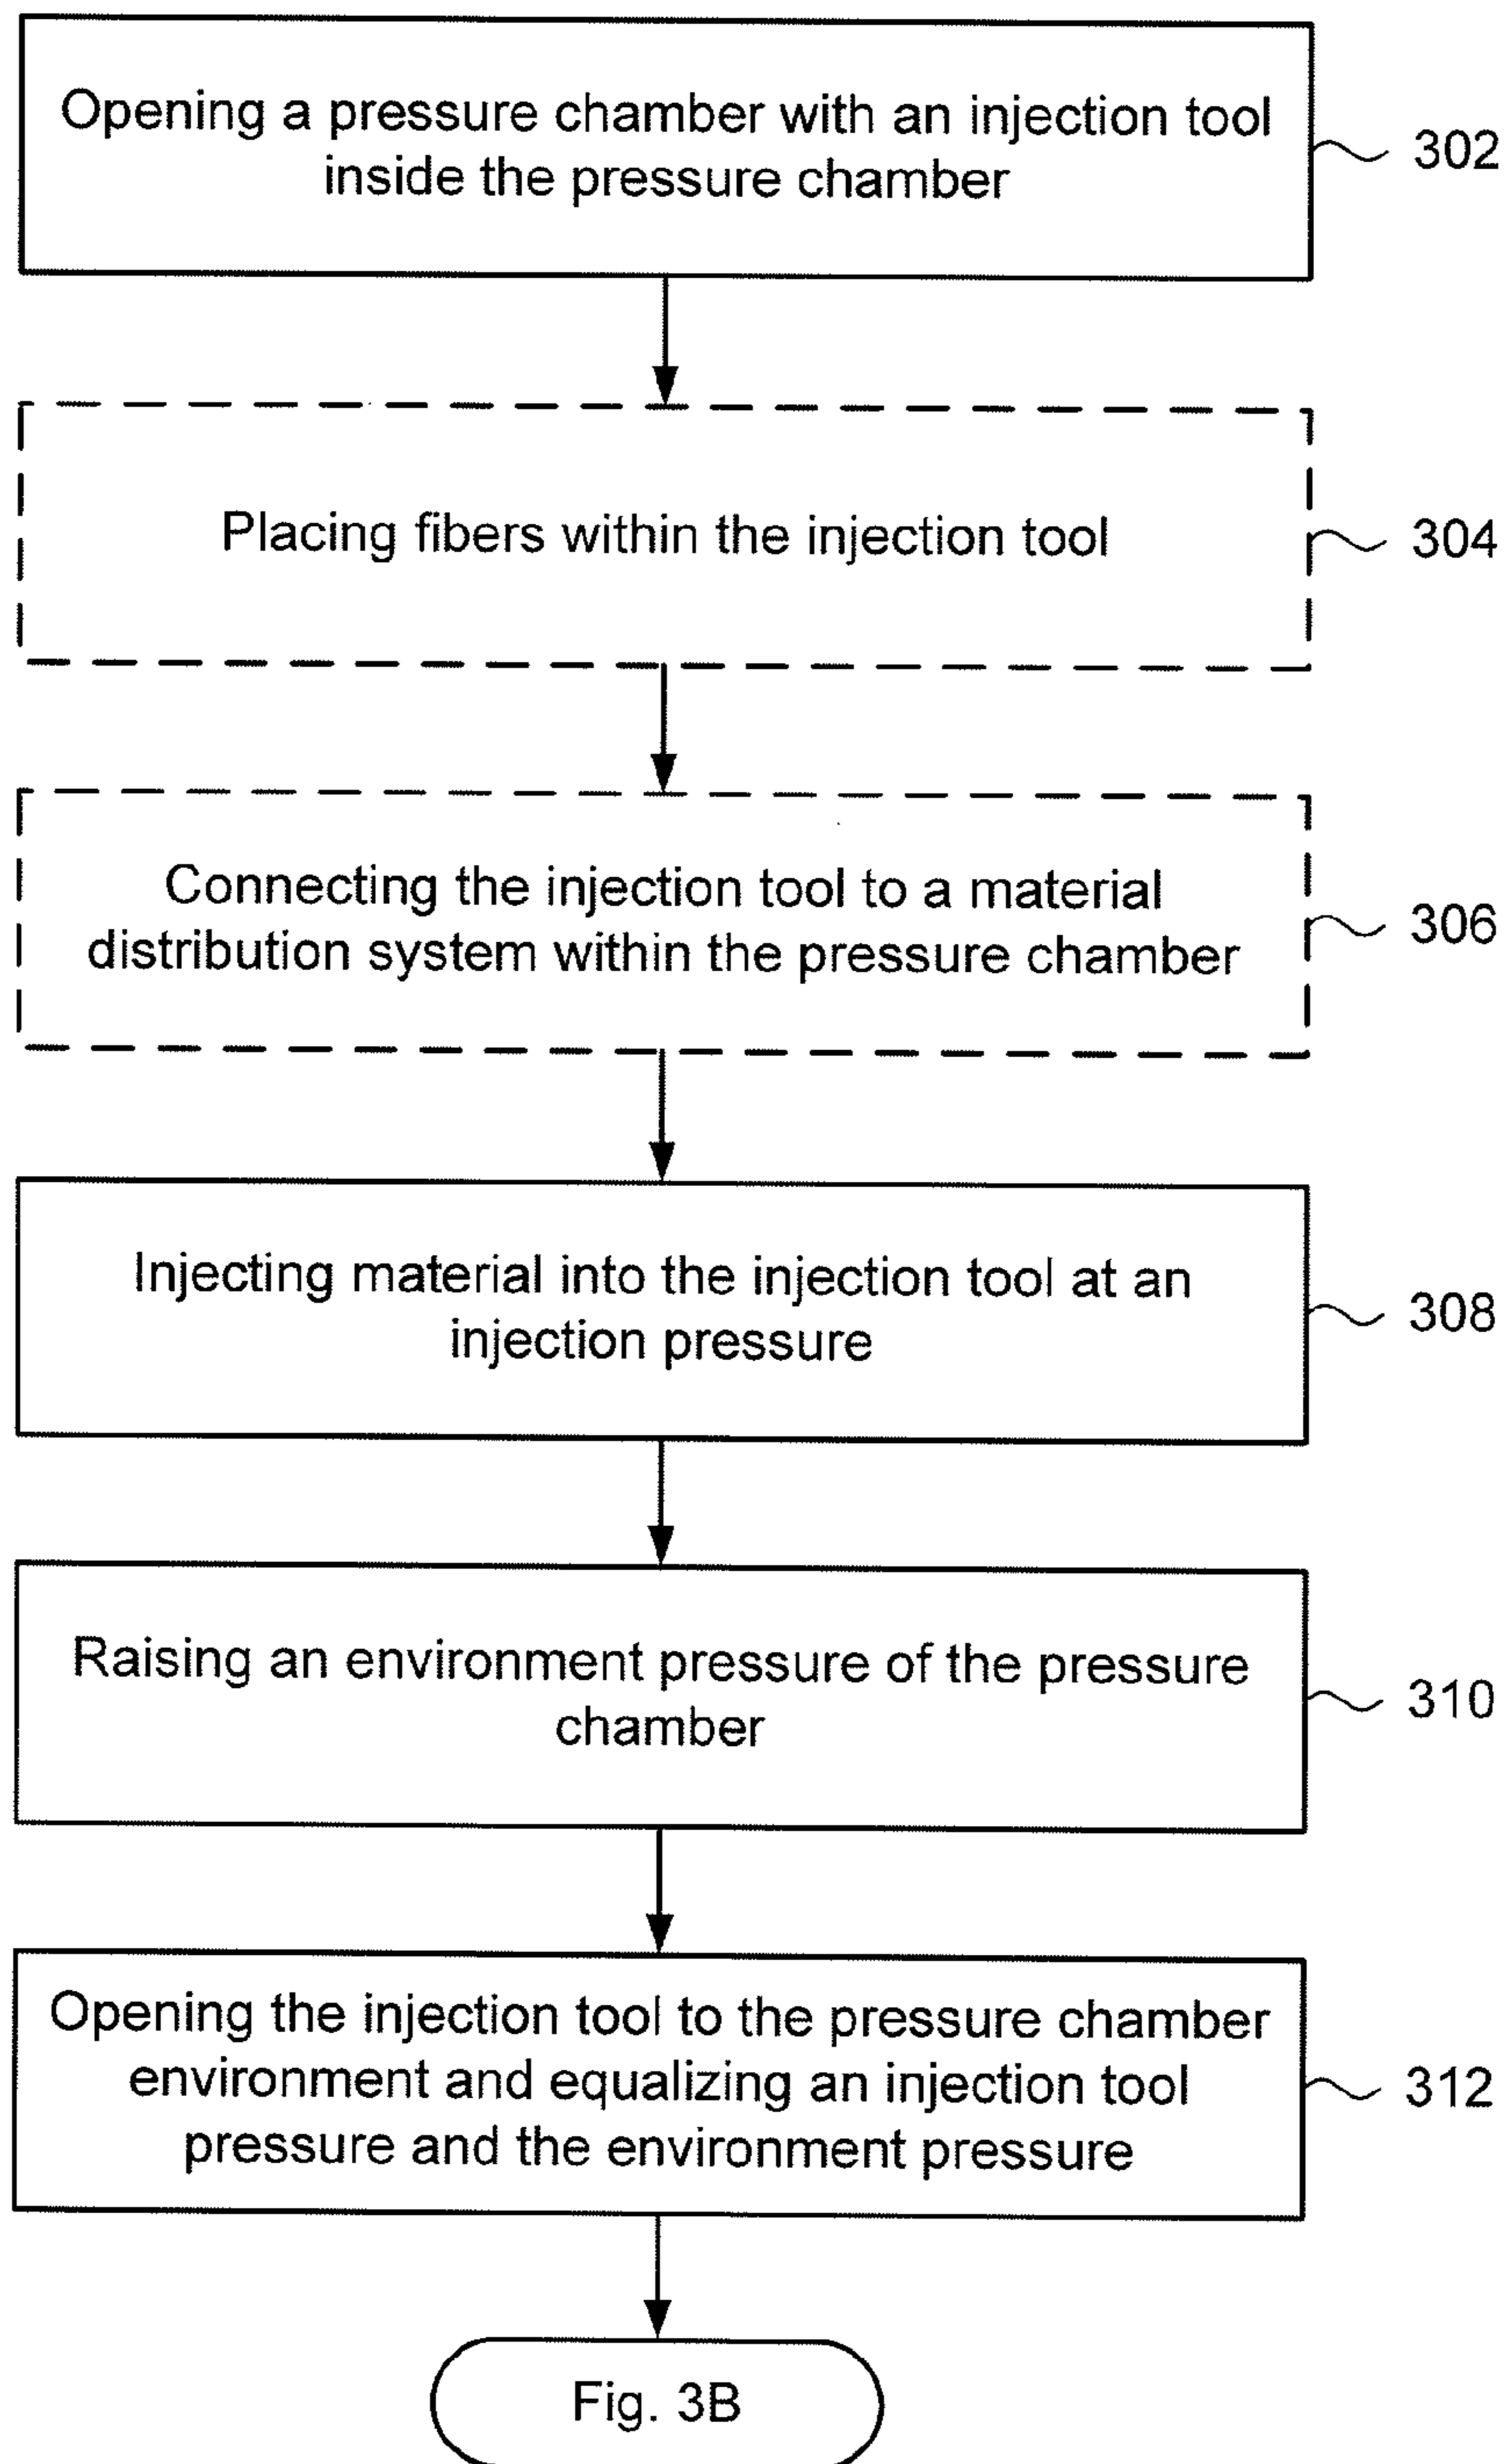 Opening a pressure chamber with an injection tool
inside the pressure chamber
302
Placing fibers within the injection tool
304
Connecting the injection tool to a material
distribution system within the pressure chamber
306
Injecting material into the injection tool at an
injection pressure
308
Raising an environment pressure of the pressure
chamber
310
Opening the injection tool to the pressure chamber
environment and equalizing an injection tool
pressure and the environment pressure
312
Fig. 3B